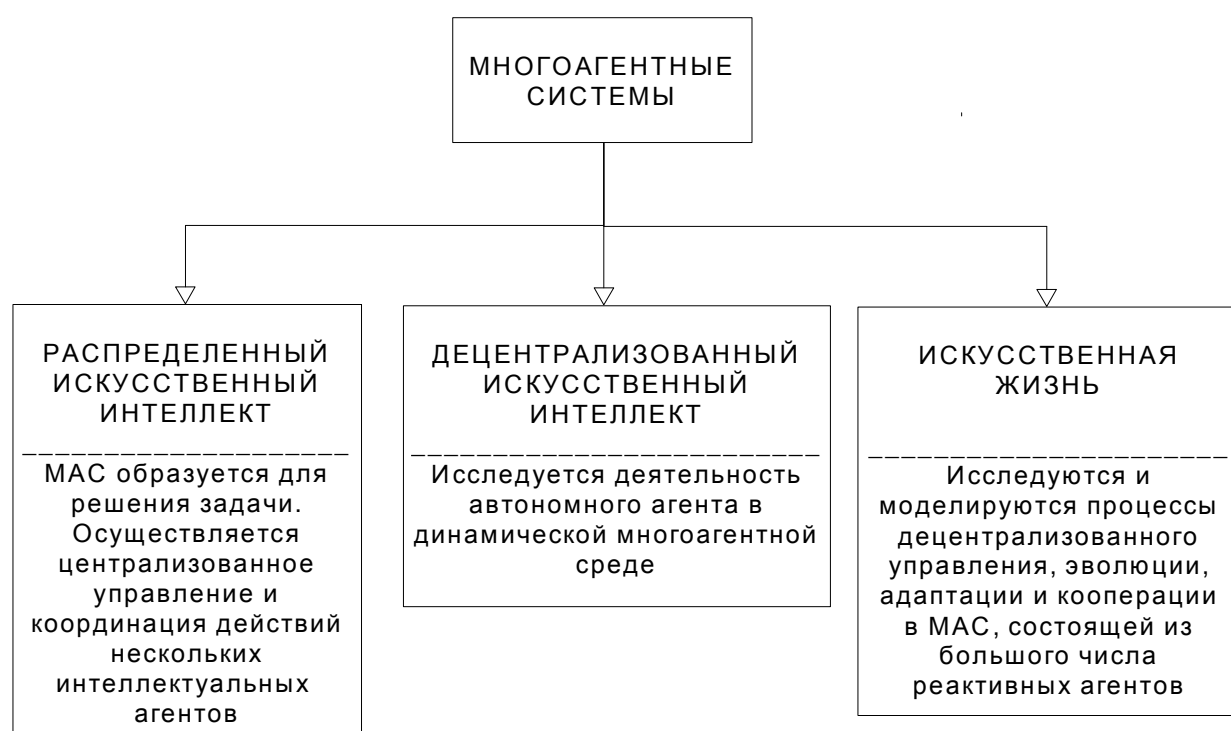 МНОГОАГЕНТНЫЕ
СИСТЕМЫ
РАСПРЕДЕЛЕННЫЙ
ИСКУССТВЕННЫЙ
ИНТЕЛЛЕКТ
МАС образуется для
решения задачи.
Осуществляется
централизованное
управление и
координация действий
нескольких
интеллектуальных
агентов
ДЕЦЕНТРАЛИЗОВАННЫЙ
ИСКУССТВЕННЫЙ
ИНТЕЛЛЕКТ
Исследуется деятельность
автономного агента в
динамической многоагентной
среде
ИСКУССТВЕННАЯ
ЖИЗНЬ
Исследуются и
моделируются процессы
децентрализованного
управления, эволюции,
адаптации и кооперации
в МАС, состоящей из
большого числа
реактивных агентов